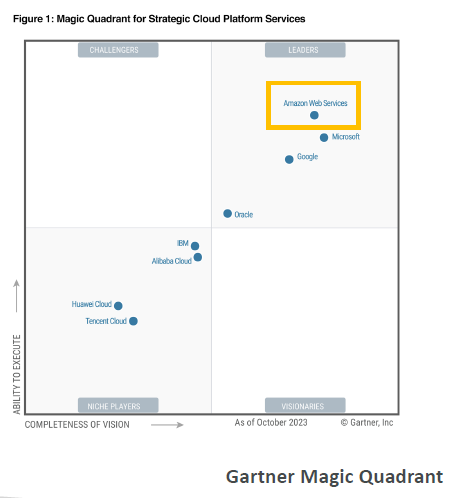 Figure 1: Magic Quadrant for Strategic Cloud Platform Services
CHALLENGERS
LEADERS
Amazon Web Services
Microsoft
Google
Oracle
IBM
Alibaba Cloud
Huawei Cloud
Tencent Cloud
ABILITY TO EXECUTE
NICHE PLAYERS
VISIONARIES
COMPLETENESS OF VISION
As of October 2023
© Gartner, Inc
Gartner Magic Quadrant